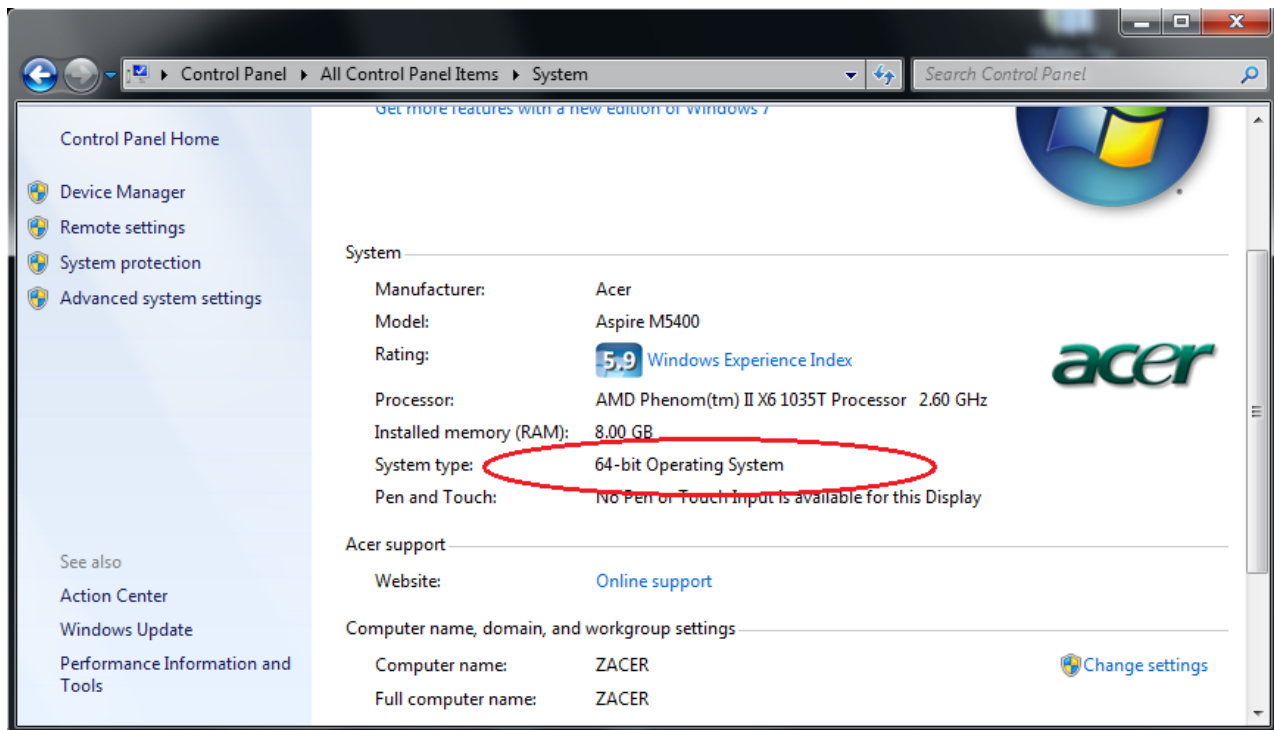 Control Panel ▸ All Control Panel Items ▸ System
Search Control Panel
Control Panel Home
Device Manager
Remote settings
System protection
Advanced system settings
See also
Action Center
Windows Update
Performance Information and
Tools
Get more features with a new edition of Windows 7
System
Manufacturer: Acer
Model: Aspire M5400
Rating: 5,9 Windows Experience Index
Processor: AMD Phenom(tm) II X6 1035T Processor 2.60 GHz
Installed memory (RAM): 8.00 GB
System type: 64-bit Operating System
Pen and Touch: No Pen or Touch Input is available for this Display
acer
Acer support
Website: Online support
Computer name, domain, and workgroup settings
Computer name: ZACER
Change settings
Full computer name: ZACER